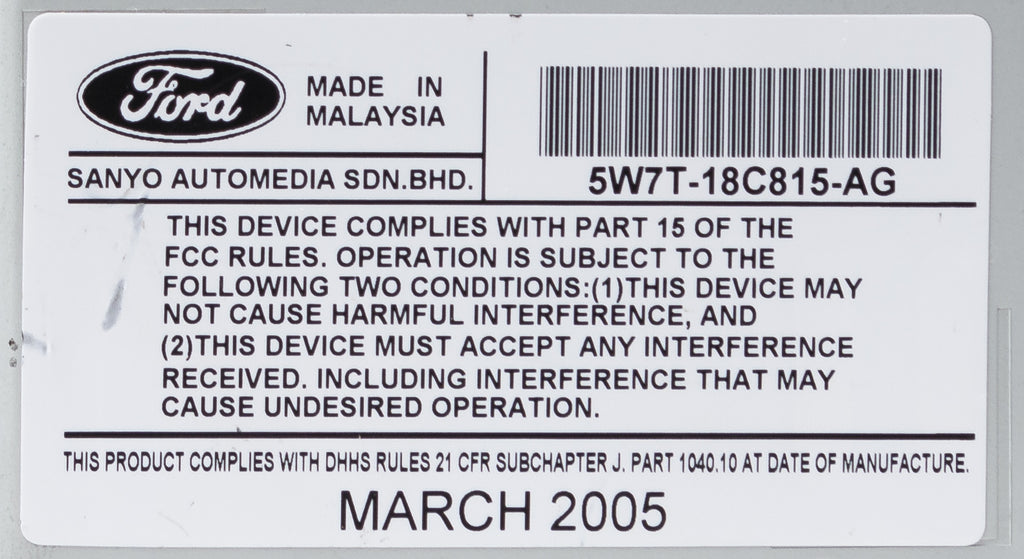 Ford
MADE IN
MALAYSIA
SANYO AUTOMEDIA SDN.BHD.
5W7T-18C815-AG
THIS DEVICE COMPLIES WITH PART 15 OF THE
FCC RULES. OPERATION IS SUBJECT TO THE
FOLLOWING TWO CONDITIONS:(1)THIS DEVICE MAY
NOT CAUSE HARMFUL INTERFERENCE, AND
(2)THIS DEVICE MUST ACCEPT ANY INTERFERENCE
RECEIVED. INCLUDING INTERFERENCE THAT MAY
CAUSE UNDESIRED OPERATION.
THIS PRODUCT COMPLIES WITH DHHS RULES 21 CFR SUBCHAPTER J. PART 1040.10 AT DATE OF MANUFACTURE.
MARCH 2005